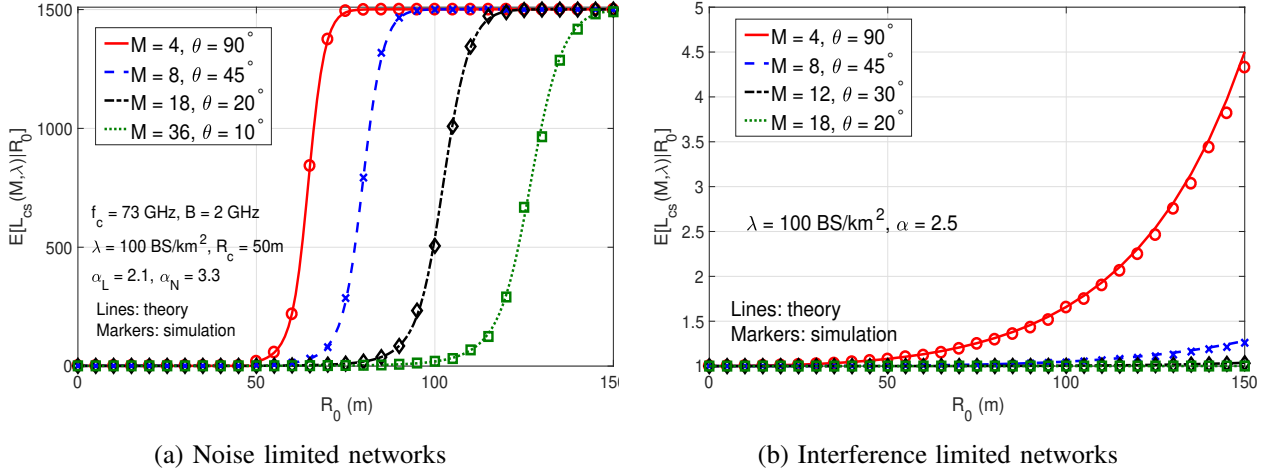 1500
1000
500
0
E[L_cs(M,λ)|R_0]
M = 4, θ = 90°
M = 8, θ = 45°
M = 18, θ = 20°
M = 36, θ = 10°
f_c = 73 GHz, B = 2 GHz
λ = 100 BS/km², R_c = 50m
α_L = 2.1, α_N = 3.3
Lines: theory
Markers: simulation
0 50 100 150
R_0 (m)
(a) Noise limited networks
5
4.5
4
3.5
3
2.5
2
1.5
1
E[L_cs(M,λ)|R_0]
M = 4, θ = 90°
M = 8, θ = 45°
M = 12, θ = 30°
M = 18, θ = 20°
λ = 100 BS/km², α = 2.5
Lines: theory
Markers: simulation
0 50 100 150
R_0 (m)
(b) Interference limited networks